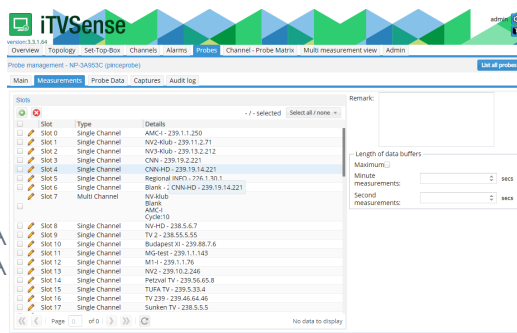 iTVSense
version:3.3.1.64
admin
Overview Topology Set-Top-Box Channels Alarms Probes Channel - Probe Matrix Multi measurement view Admin
Probe management - NP-3A953C (pinceprobe) List all probes
Main Measurements Probe Data Captures Audit log
Slots
- / - selected Select all / none
Slot Type Details
Slot 0 Single Channel AMC-I - 239.1.1.250
Slot 1 Single Channel NV2-Klub - 239.11.2.71
Slot 2 Single Channel NV3-Klub - 239.13.2.212
Slot 3 Single Channel CNN - 239.19.2.221
Slot 4 Single Channel CNN-HD - 239.19.14.221
Slot 5 Single Channel Regional INFO - 226.1.30.1
Slot 6 Single Channel Blank - 2 CNN-HD - 239.19.14.221
Slot 7 Multi Channel NV-klub
Blank
AMC-I
Cycle:10
Slot 8 Single Channel NV-HD - 238.5.6.7
Slot 9 Single Channel TV 2 - 238.55.5.55
Slot 10 Single Channel Budapest XI - 239.88.7.6
Slot 11 Single Channel MG-test - 239.1.1.143
Slot 12 Single Channel M1-I - 239.1.1.76
Slot 13 Single Channel NV2 - 239.10.2.246
Slot 14 Single Channel Petzval TV - 239.56.65.8
Slot 15 Single Channel TUFA TV - 239.5.33.4
Slot 16 Single Channel TV 239 - 239.46.64.46
Slot 17 Single Channel Sunken TV - 238.5.5.5
Page 0 of 0 No data to display
Remark:
Length of data buffers
Maximum
Minute
measurements: secs
Second
measurements: secs